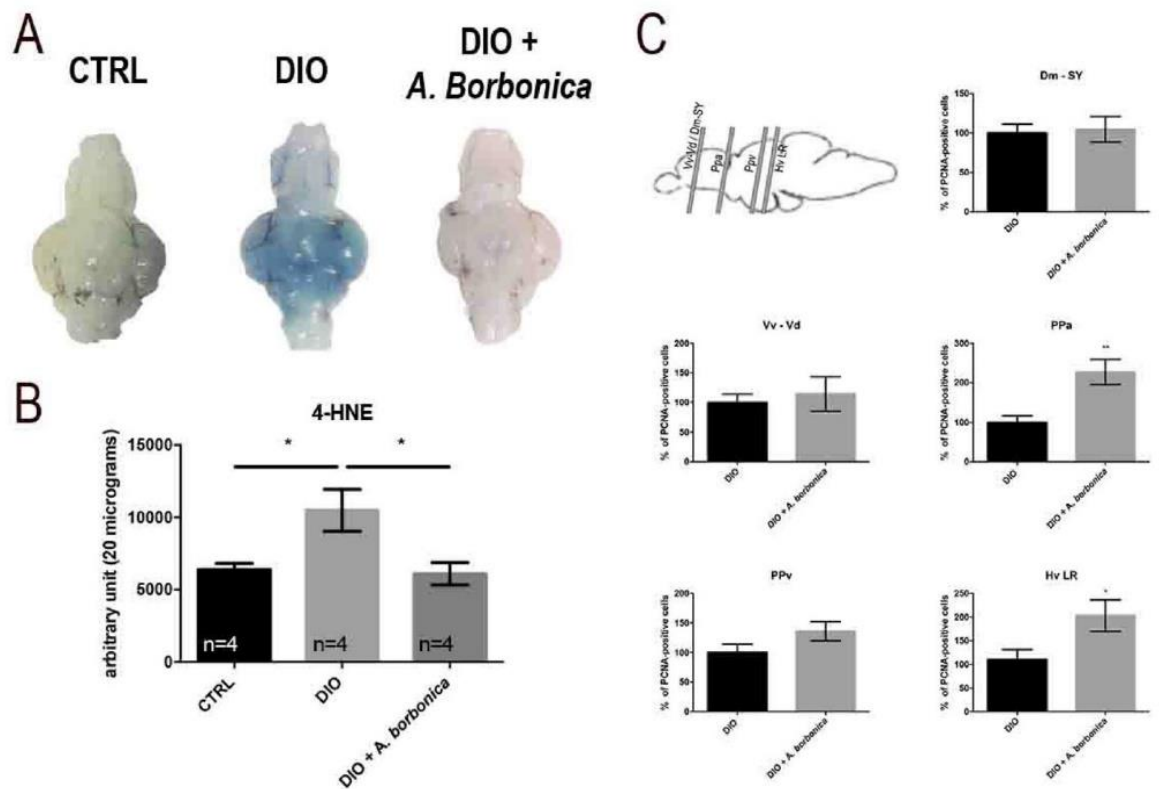 A
CTRL
DIO
DIO +
A. Borbonica
B
4-HNE
arbitrary unit (20 micrograms)
15000
10000
5000
0
*
*
n=4
n=4
n=4
CTRL
DIO
DIO + A. borbonica
C
Vv-Vd / Dm-SY
Ppa
Ppv
Hv LR
Dm - SY
% of PCNA-positive cells
150
100
50
0
DIO
DIO + A. borbonica
Vv - Vd
% of PCNA-positive cells
200
150
100
50
0
DIO
DIO + A. borbonica
PPa
% of PCNA-positive cells
300
200
100
0
**
DIO
DIO + A. borbonica
PPv
% of PCNA-positive cells
200
150
100
50
0
DIO
DIO + A. borbonica
Hv LR
% of PCNA-positive cells
250
200
150
100
50
0
*
DIO
DIO + A. borbonica